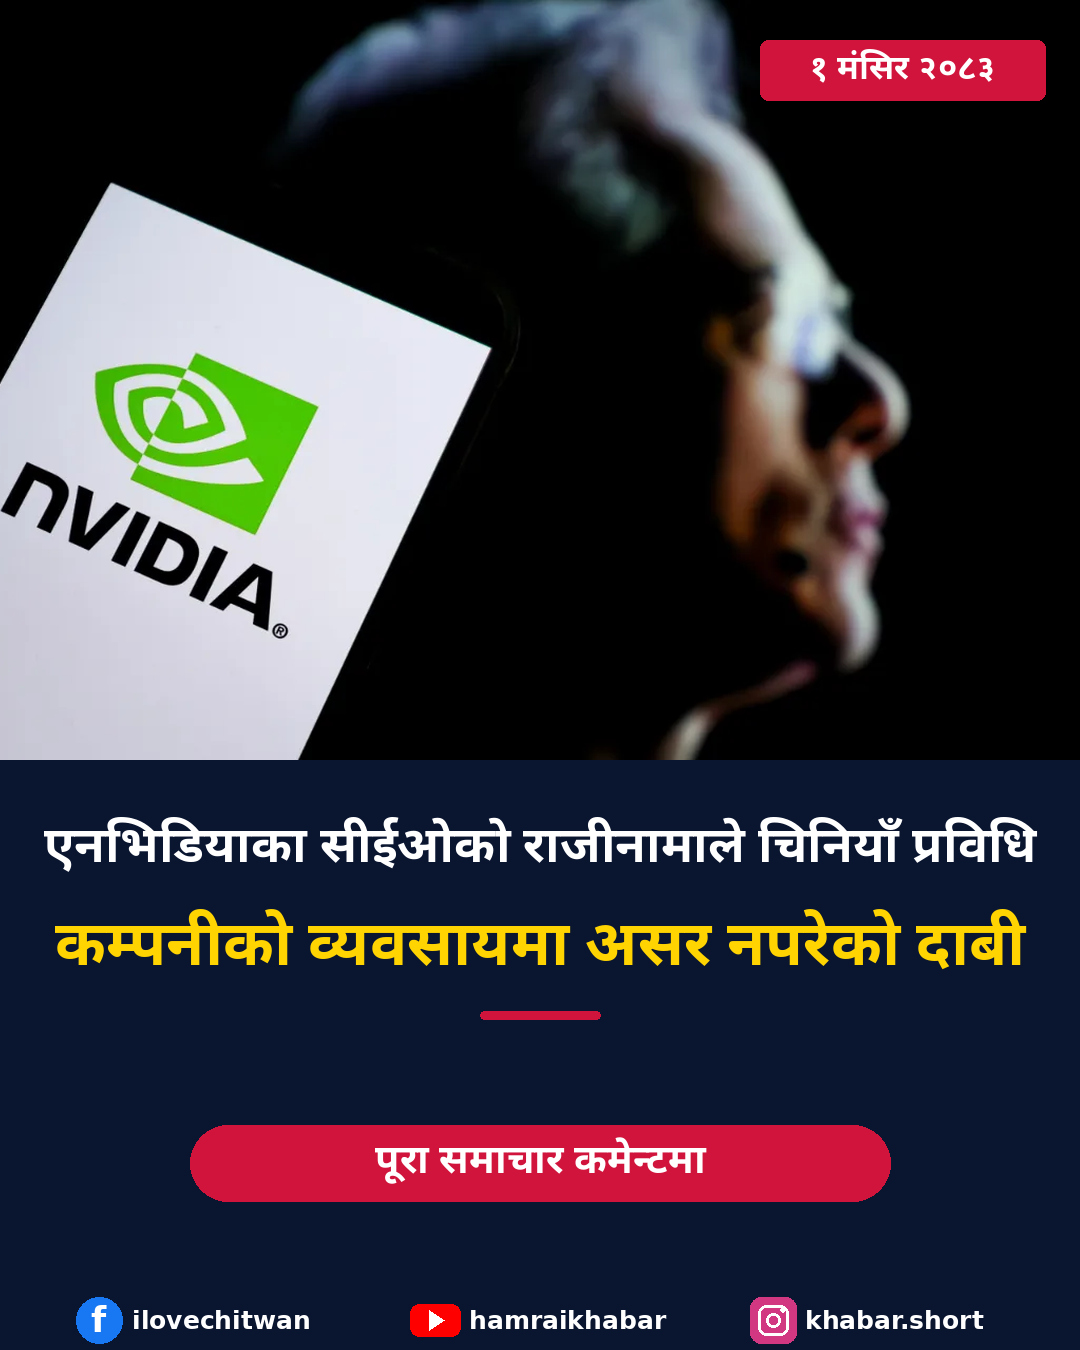 १ मंसिर २०८३
nVIDIA®
एनभिडियाका सीईओको राजीनामाले चिनियाँ प्रविधि
कम्पनीको व्यवसायमा असर नपरेको दाबी
पूरा समाचार कमेन्टमा
f ilovechitwan
hamraikhabar
khabar.short